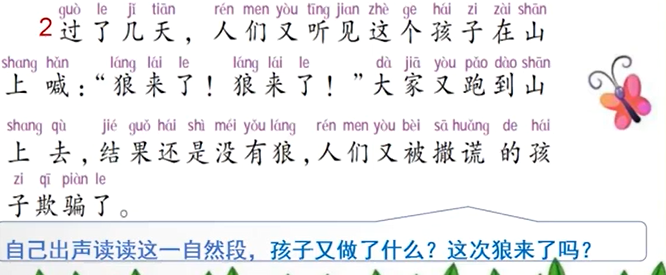 guò le jǐ tiān rén men yòu tīng jian zhè ge hái zi zài shān
2过了几天，人们又听见这个孩子在山
shang hǎn láng lái le láng lái le dà jiā yòu pǎo dào shān
上喊：“狼来了！狼来了！”大家又跑到山
shang qù jié guǒ hái shì méi yǒu láng rén men yòu bèi sā huǎng de hái
上去，结果还是没有狼，人们又被撒谎的孩
zi qī piàn le
子欺骗了。
自己出声读读这一自然段，孩子又做了什么？这次狼来了吗？